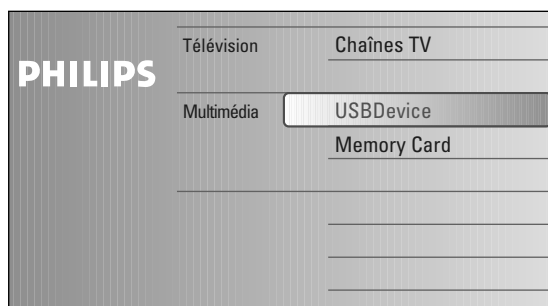 PHILIPS
Télévision Chaînes TV
Multimédia USBDevice
Memory Card